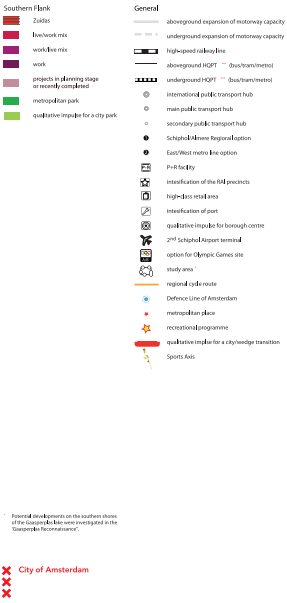 Southern Flank
Zuidas
live/work mix
work/live mix
work
projects in planning stage
or recently completed
metropolitan park
qualitative impulse for a city park
General
aboveground expansion of motorway capacity
underground expansion of motorway capacity
high-speed railway line
aboveground HQPT ** (bus/tram/metro)
underground HQPT ** (bus/tram/metro)
international public transport hub
main public transport hub
secondary public transport hub
1 Schiphol/Almere Regional option
2 East/West metro line option
P+R P+R facility
intesification of the RAI precincts
high-class retail area
intesification of port
qualitative impulse for borough centre
2nd Schiphol Airport terminal
option for Olympic Games site
study area *
regional cycle route
Defence Line of Amsterdam
metropolitan place
recreational programme
qualitative implse for a city/wedge transition
Sports Axis
* Potential developments on the southern shores
of the Gaasperplas lake were investigated in the
"Gaasperplas Reconnaissance".
City of Amsterdam